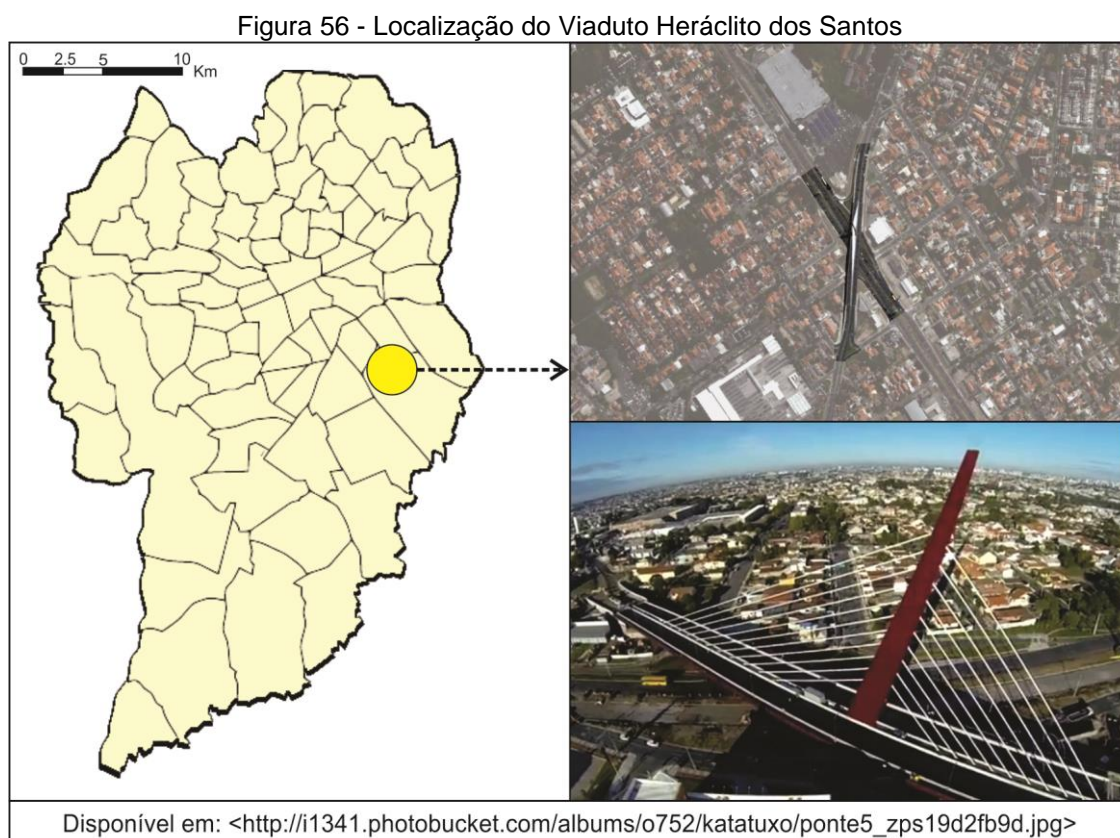 Figura 56 - Localização do Viaduto Heráclito dos Santos
0 2.5 5 10
Km
Disponível em: <http://i1341.photobucket.com/albums/o752/katatuxo/ponte5_zps19d2fb9d.jpg>